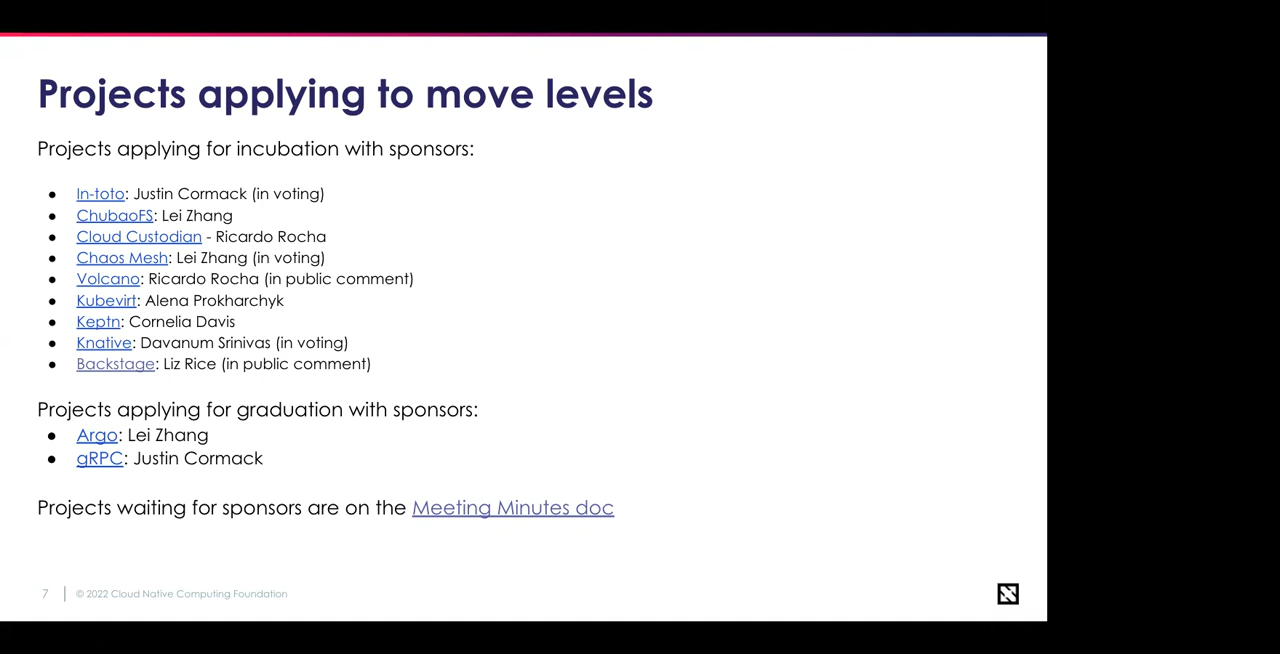 Projects applying to move levels
Projects applying for incubation with sponsors:
● In-toto: Justin Cormack (in voting)
● ChubaoFS: Lei Zhang
● Cloud Custodian - Ricardo Rocha
● Chaos Mesh: Lei Zhang (in voting)
● Volcano: Ricardo Rocha (in public comment)
● Kubevirt: Alena Prokharchyk
● Keptn: Cornelia Davis
● Knative: Davanum Srinivas (in voting)
● Backstage: Liz Rice (in public comment)
Projects applying for graduation with sponsors:
● Argo: Lei Zhang
● gRPC: Justin Cormack
Projects waiting for sponsors are on the Meeting Minutes doc
7 | © 2022 Cloud Native Computing Foundation